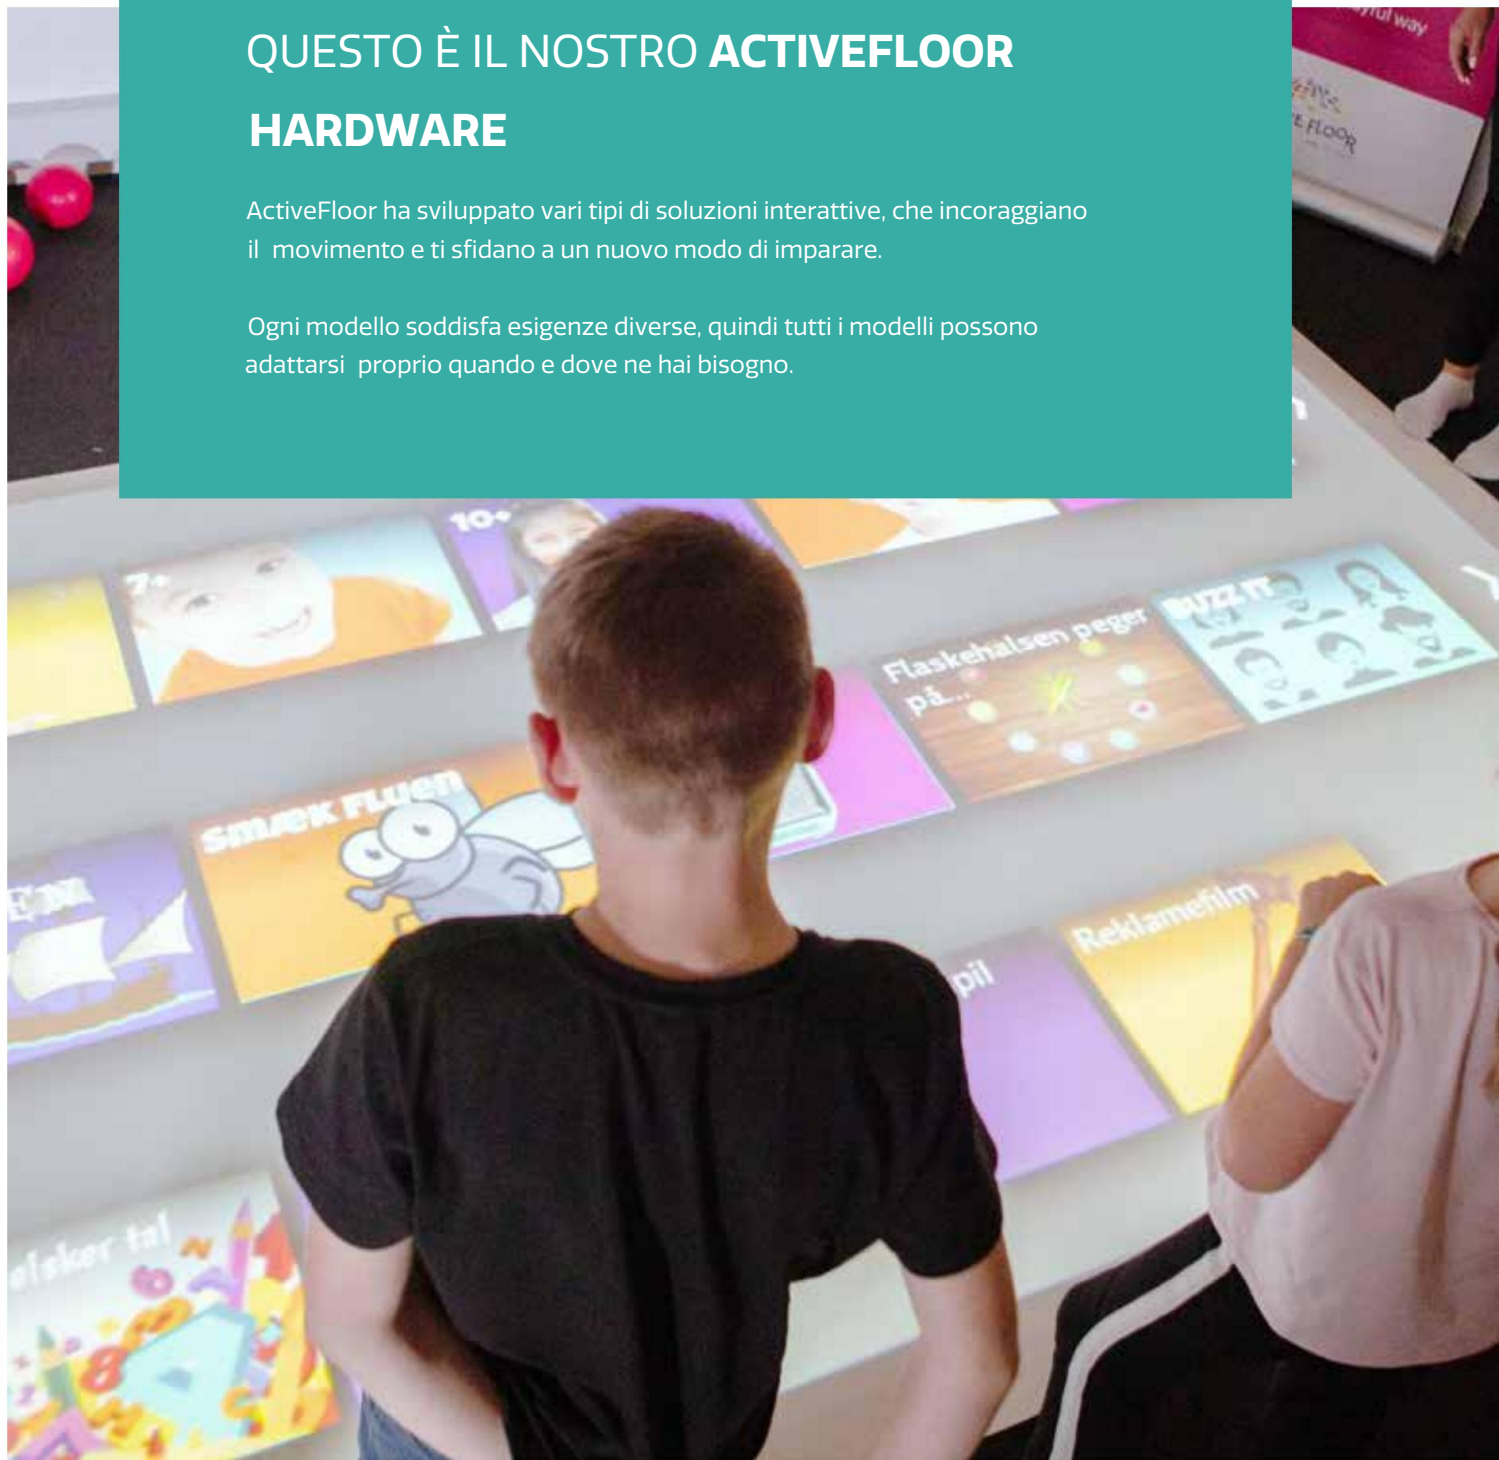 QUESTO È IL NOSTRO ACTIVEFLOOR
HARDWARE
ActiveFloor ha sviluppato vari tipi di soluzioni interattive, che incoraggiano
il movimento e ti sfidano a un nuovo modo di imparare.
Ogni modello soddisfa esigenze diverse, quindi tutti i modelli possono
adattarsi proprio quando e dove ne hai bisogno.
way
FLOOR
7+
10+
Flaskehalsen peger
på...
BUZZ IT
Smæk Fluen
Reklamefilm
pil
elsker tal